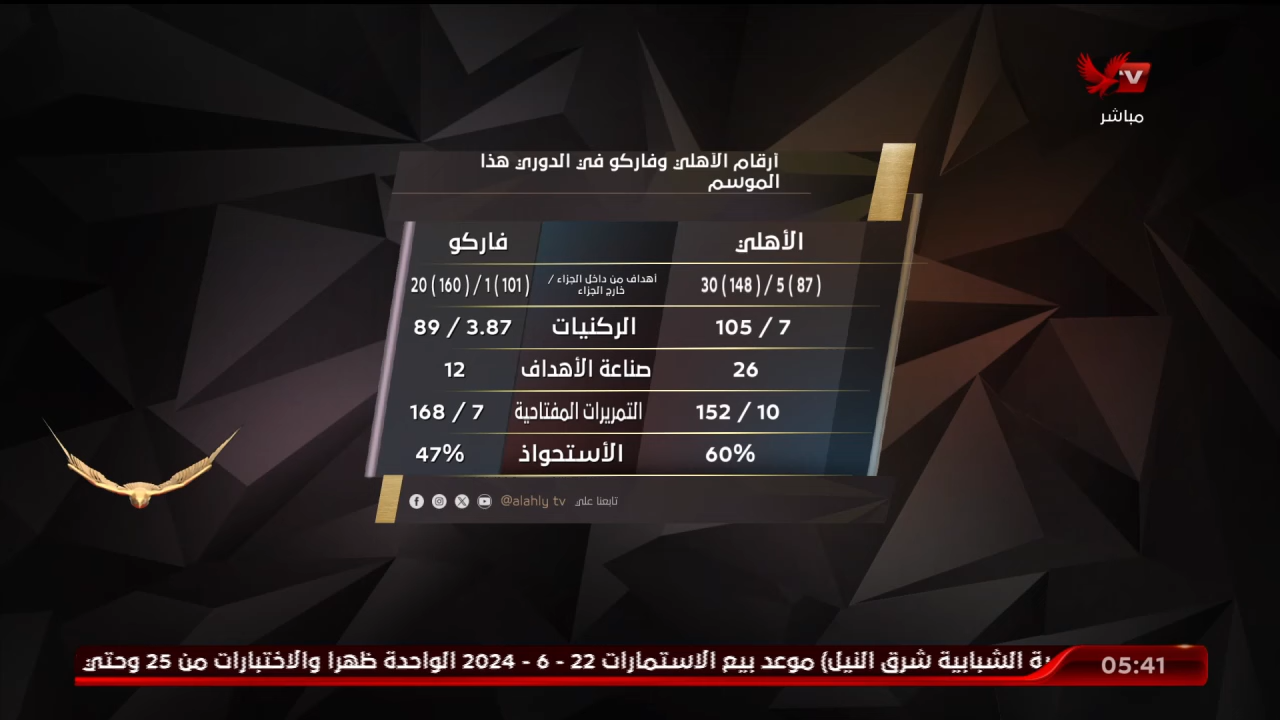 TV
مباشر
أرقام الأهلي وفاركو في الدوري هذا
الموسم
الأهلي فاركو
30 ( 148 ) / 5 ( 87 ) أهداف من داخل الجزاء / خارج الجزاء 20 ( 160 ) / 1 ( 101 )
105 / 7 الركنيات 89 / 3.87
26 صناعة الأهداف 12
152 / 10 التمريرات المفتاحية 168 / 7
60% الأستحواذ 47%
تابعنا علي @alahly tv
ة الشبابية شرق النيل) موعد بيع الاستمارات 22 - 6 - 2024 الواحدة ظهرا والاختبارات من 25 وحتي
05:41